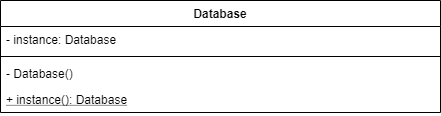 Database
- instance: Database
- Database()
+ instance(): Database